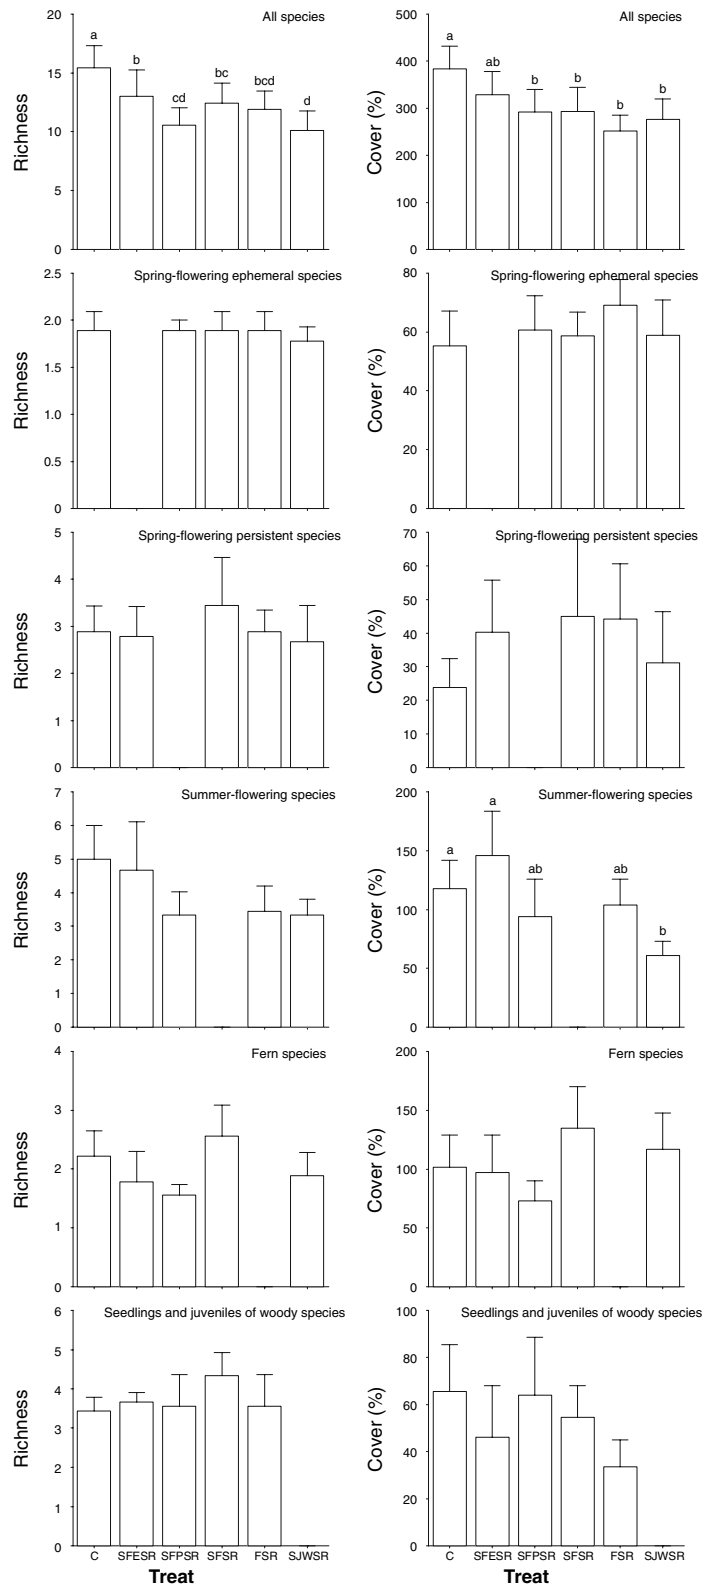 All species
Richness
20
15
10
5
0
a
b
cd
bc
bcd
d
All species
Cover (%)
500
400
300
200
100
0
a
ab
b
b
b
b
Spring-flowering ephemeral species
Richness
2.5
2.0
1.5
1.0
0.5
0
Spring-flowering ephemeral species
Cover (%)
80
60
40
20
0
Spring-flowering persistent species
Richness
5
4
3
2
1
0
Spring-flowering persistent species
Cover (%)
70
60
50
40
30
20
10
0
Summer-flowering species
Richness
7
6
5
4
3
2
1
0
Summer-flowering species
Cover (%)
200
150
100
50
0
a
a
ab
ab
b
Fern species
Richness
4
3
2
1
0
Fern species
Cover (%)
200
150
100
50
0
Seedlings and juveniles of woody species
Richness
6
5
4
3
2
1
0
C SFESR SFPSR SFSR FSR SJWSR
Treat
Seedlings and juveniles of woody species
Cover (%)
100
80
60
40
20
0
C SFESR SFPSR SFSR FSR SJWSR
Treat